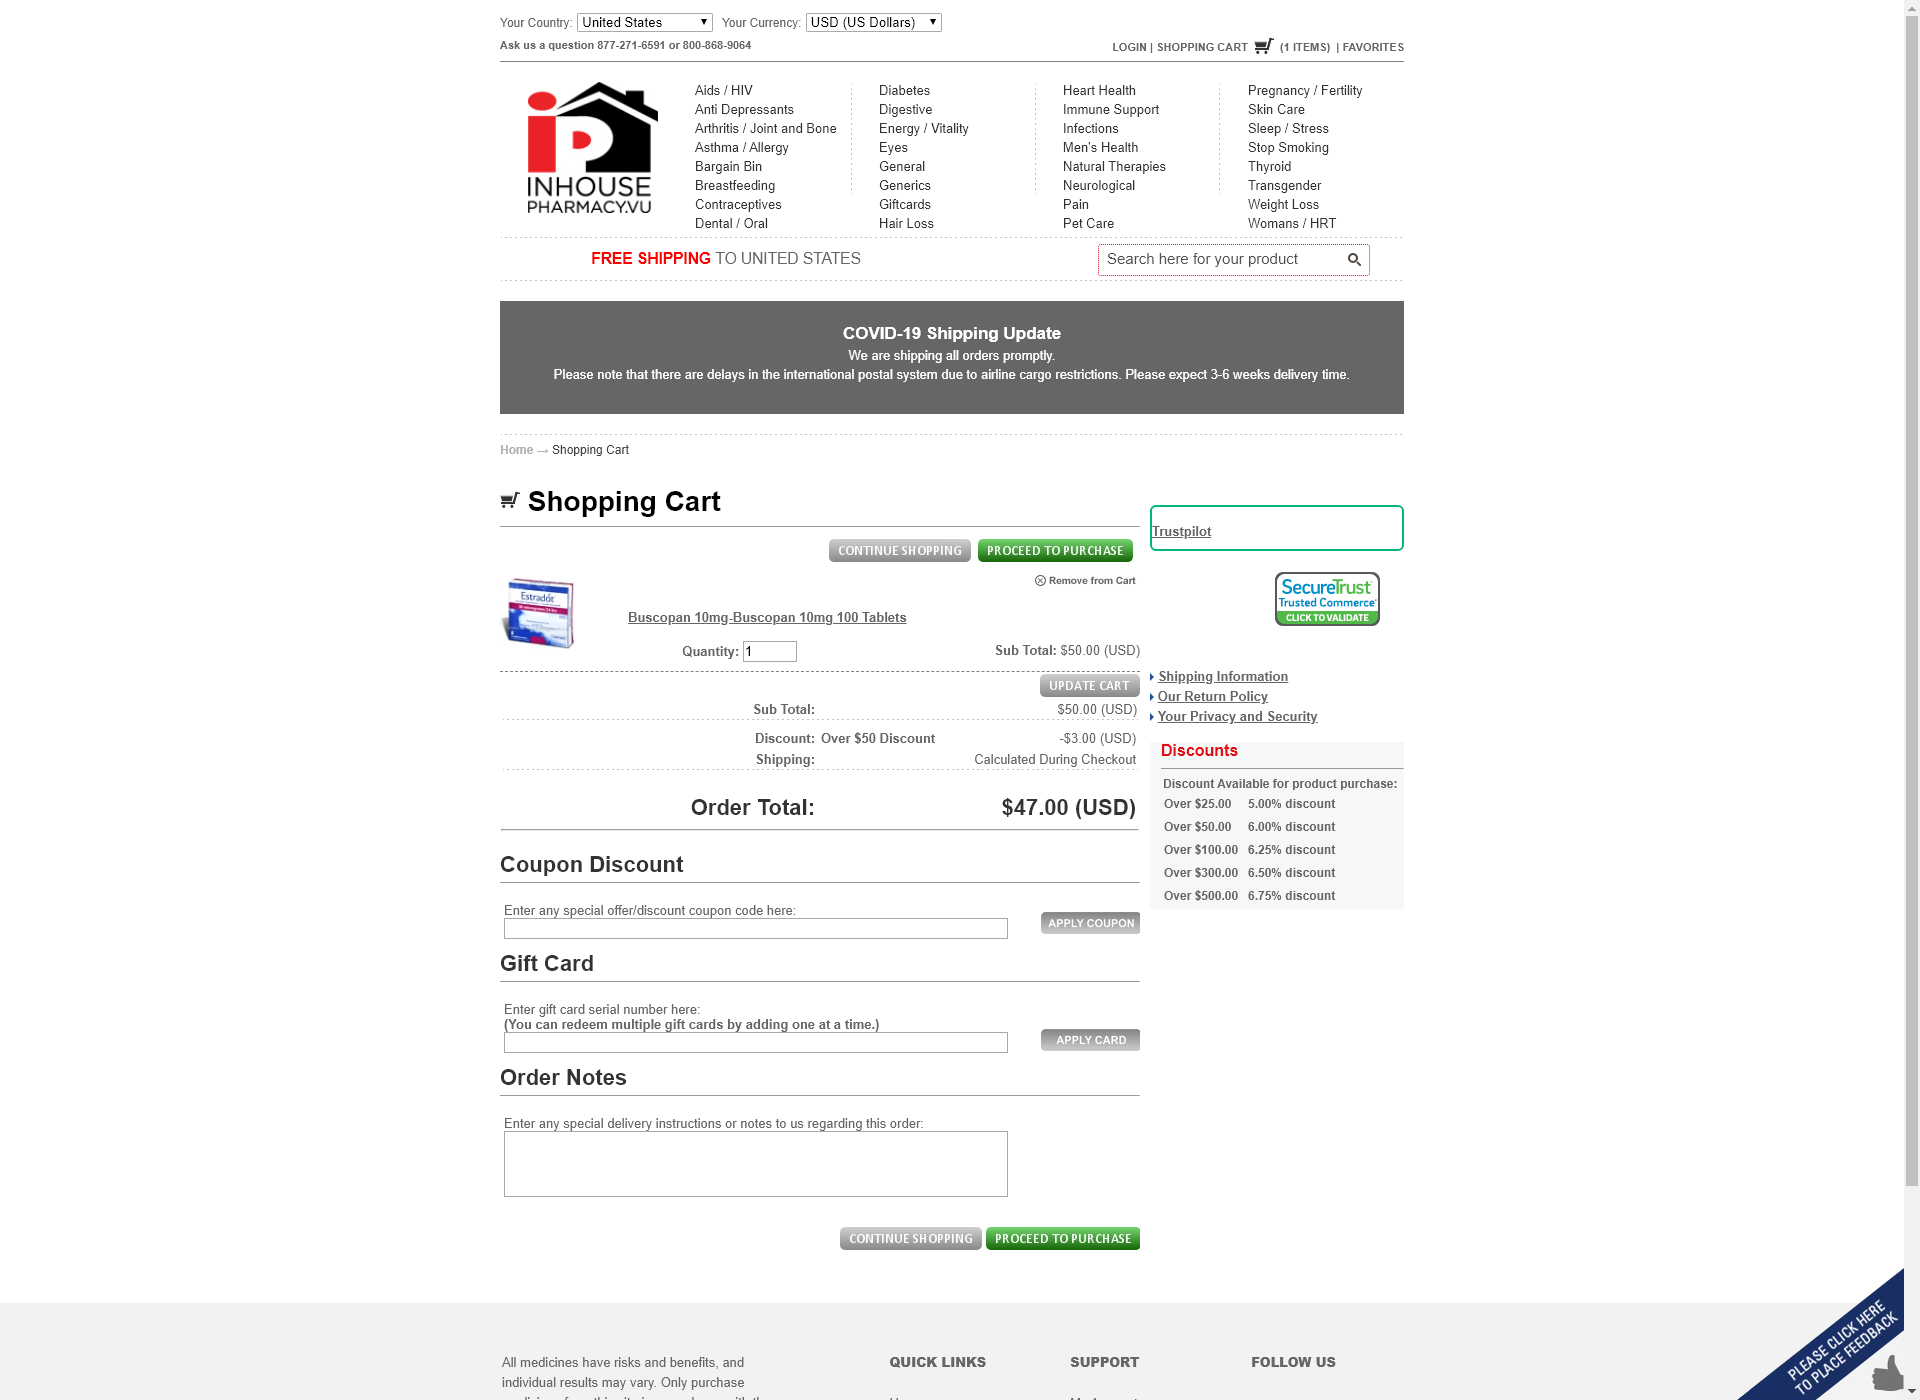 Your Country: United States Your Currency: USD (US Dollars)
Ask us a question 877-271-6591 or 800-868-9064
LOGIN | SHOPPING CART (1 ITEMS) | FAVORITES
INHOUSE
PHARMACY.VU
Aids / HIV
Anti Depressants
Arthritis / Joint and Bone
Asthma / Allergy
Bargain Bin
Breastfeeding
Contraceptives
Dental / Oral
Diabetes
Digestive
Energy / Vitality
Eyes
General
Generics
Giftcards
Hair Loss
Heart Health
Immune Support
Infections
Men's Health
Natural Therapies
Neurological
Pain
Pet Care
Pregnancy / Fertility
Skin Care
Sleep / Stress
Stop Smoking
Thyroid
Transgender
Weight Loss
Womans / HRT
FREE SHIPPING TO UNITED STATES
Search here for your product
COVID-19 Shipping Update
We are shipping all orders promptly.
Please note that there are delays in the international postal system due to airline cargo restrictions. Please expect 3-6 weeks delivery time.
Home → Shopping Cart
Shopping Cart
CONTINUE SHOPPING PROCEED TO PURCHASE
Remove from Cart
Estradot
Buscopan 10mg-Buscopan 10mg 100 Tablets
Quantity: 1
Sub Total: $50.00 (USD)
UPDATE CART
Sub Total: $50.00 (USD)
Discount: Over $50 Discount -$3.00 (USD)
Shipping: Calculated During Checkout
Order Total: $47.00 (USD)
Coupon Discount
Enter any special offer/discount coupon code here:
APPLY COUPON
Gift Card
Enter gift card serial number here:
(You can redeem multiple gift cards by adding one at a time.)
APPLY CARD
Order Notes
Enter any special delivery instructions or notes to us regarding this order:
CONTINUE SHOPPING PROCEED TO PURCHASE
Trustpilot
SecureTrust
Trusted Commerce
CLICK TO VALIDATE
Shipping Information
Our Return Policy
Your Privacy and Security
Discounts
Discount Available for product purchase:
Over $25.00 5.00% discount
Over $50.00 6.00% discount
Over $100.00 6.25% discount
Over $300.00 6.50% discount
Over $500.00 6.75% discount
All medicines have risks and benefits, and
individual results may vary. Only purchase
QUICK LINKS
SUPPORT
FOLLOW US
PLEASE CLICK HERE
TO PLACE FEEDBACK